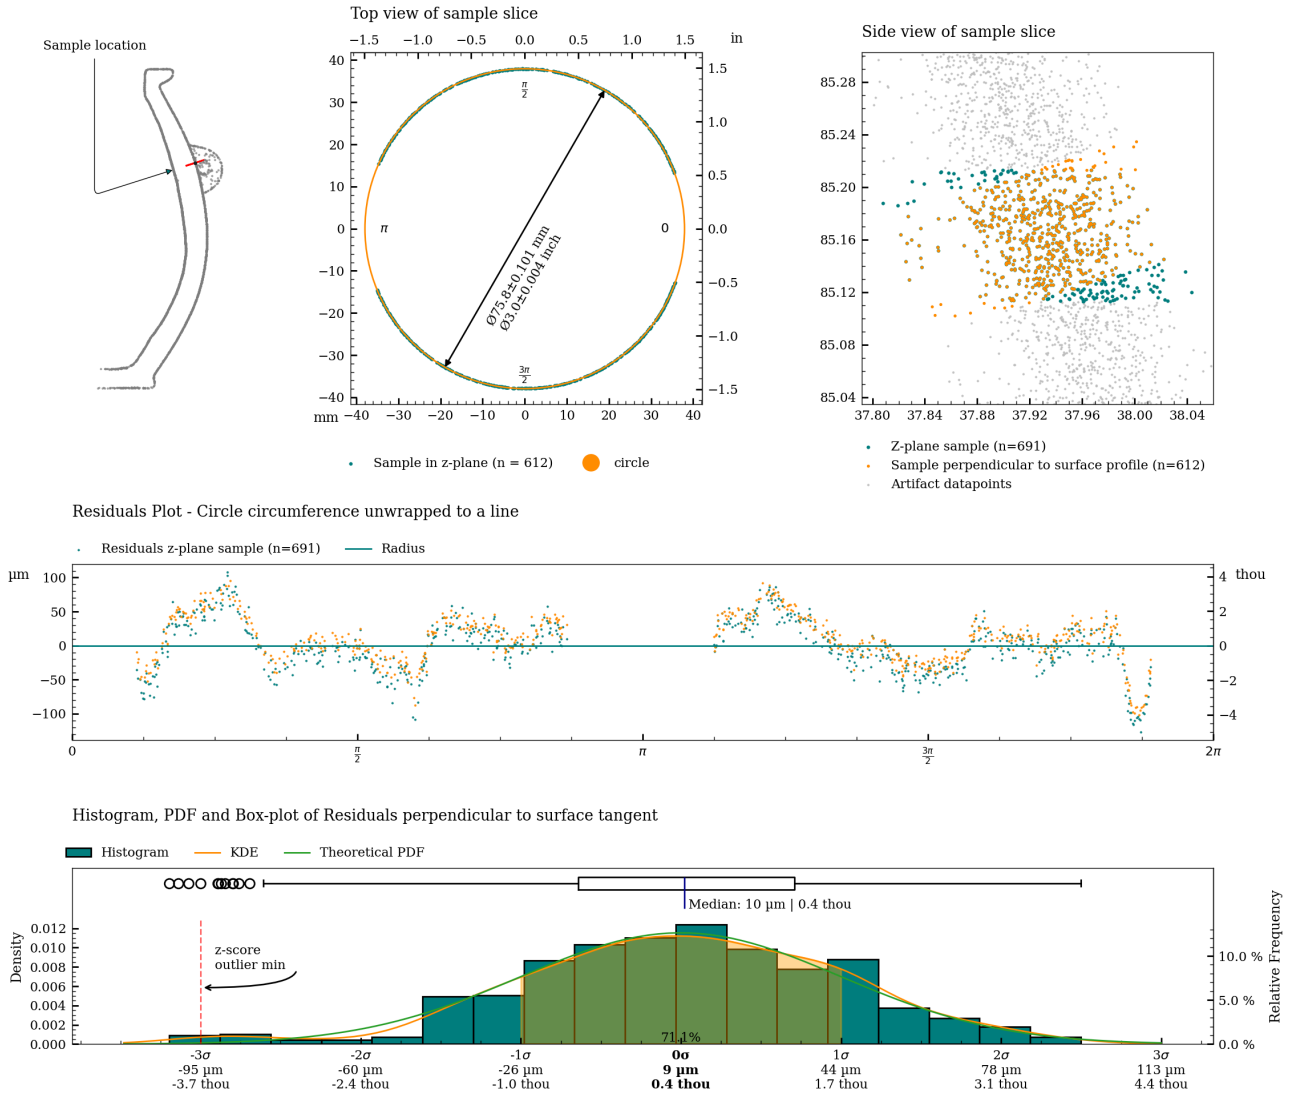 Sample location
Top view of sample slice
−1.5 −1.0 −0.5 0.0 0.5 1.0 1.5 in
40
30
20
10
0
−10
−20
−30
−40
1.5
1.0
0.5
0.0
−0.5
−1.0
−1.5
π/2
π
0
3π/2
Ø75.8±0.101 mm
Ø3.0±0.004 inch
mm −40 −30 −20 −10 0 10 20 30 40
Sample in z-plane (n = 612) circle
Side view of sample slice
85.28
85.24
85.20
85.16
85.12
85.08
85.04
37.80 37.84 37.88 37.92 37.96 38.00 38.04
Z-plane sample (n=691)
Sample perpendicular to surface profile (n=612)
Artifact datapoints
Residuals Plot - Circle circumference unwrapped to a line
Residuals z-plane sample (n=691) Radius
µm
100
50
0
−50
−100
thou
4
2
0
−2
−4
0 π/2 π 3π/2 2π
Histogram, PDF and Box-plot of Residuals perpendicular to surface tangent
Histogram KDE Theoretical PDF
Median: 10 µm | 0.4 thou
z-score
outlier min
Density
0.012
0.010
0.008
0.006
0.004
0.002
0.000
Relative Frequency
10.0 %
5.0 %
0.0 %
71.1%
-3σ -2σ -1σ 0σ 1σ 2σ 3σ
-95 µm -60 µm -26 µm 9 µm 44 µm 78 µm 113 µm
-3.7 thou -2.4 thou -1.0 thou 0.4 thou 1.7 thou 3.1 thou 4.4 thou